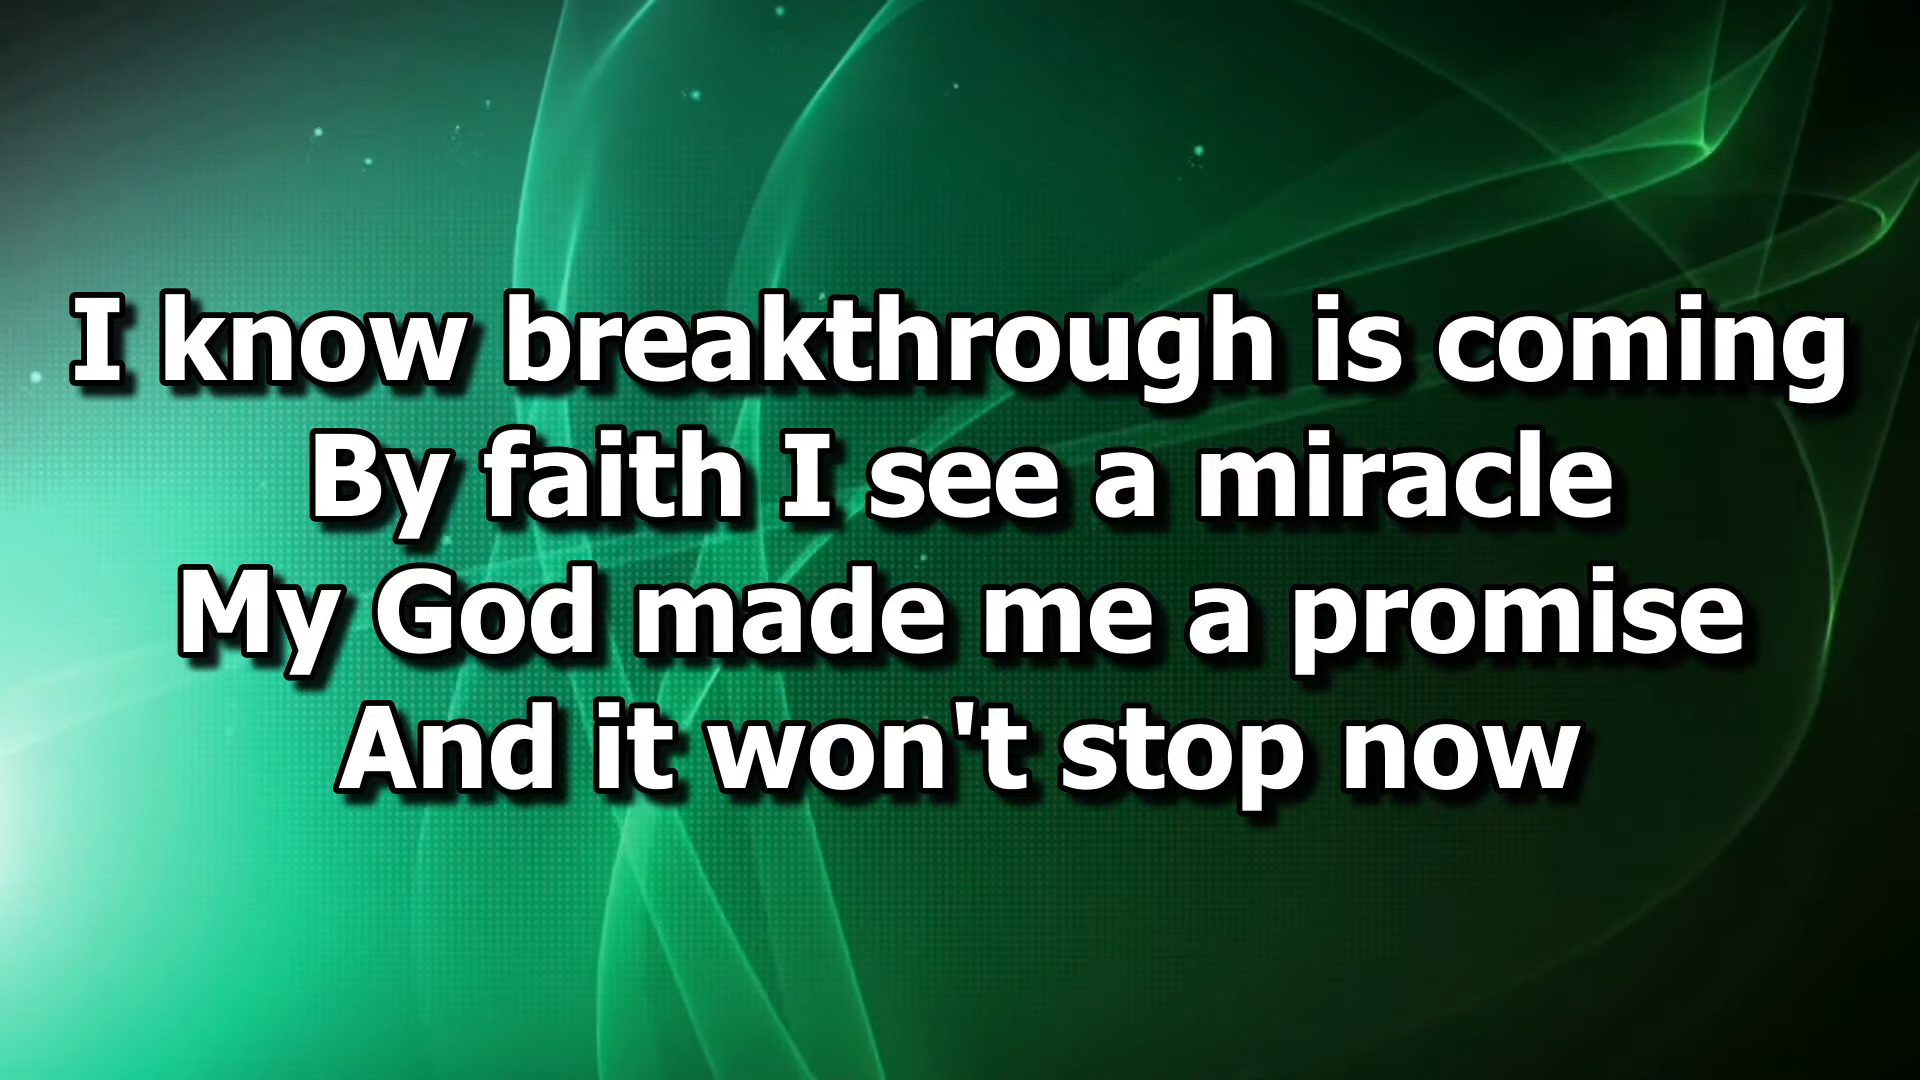 I know breakthrough is coming
By faith I see a miracle
My God made me a promise
And it won't stop now